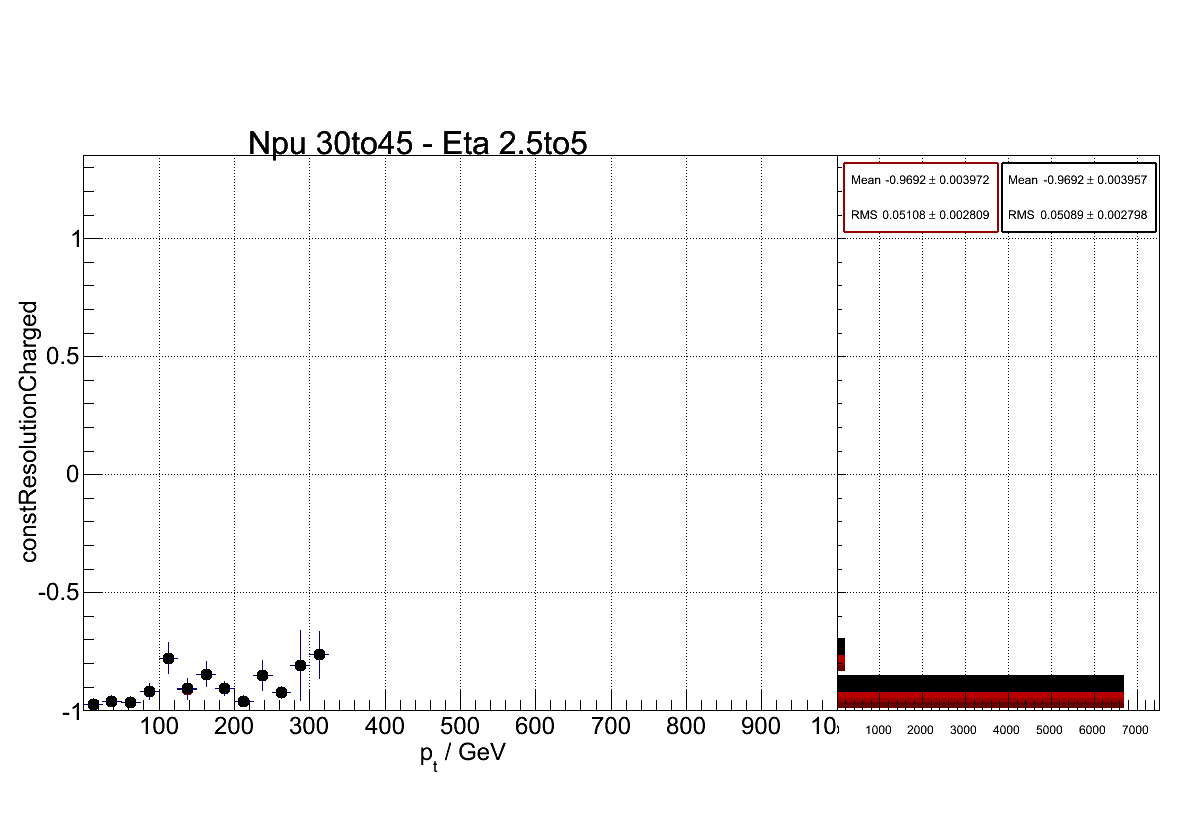 Npu 30to45 - Eta 2.5to5
Mean -0.9692 ± 0.003972
RMS 0.05108 ± 0.002809
Mean -0.9692 ± 0.003957
RMS 0.05089 ± 0.002798
constResolutionCharged
1
0.5
0
-0.5
-1
100 200 300 400 500 600 700 800 900 10
1000 2000 3000 4000 5000 6000 7000
pt / GeV